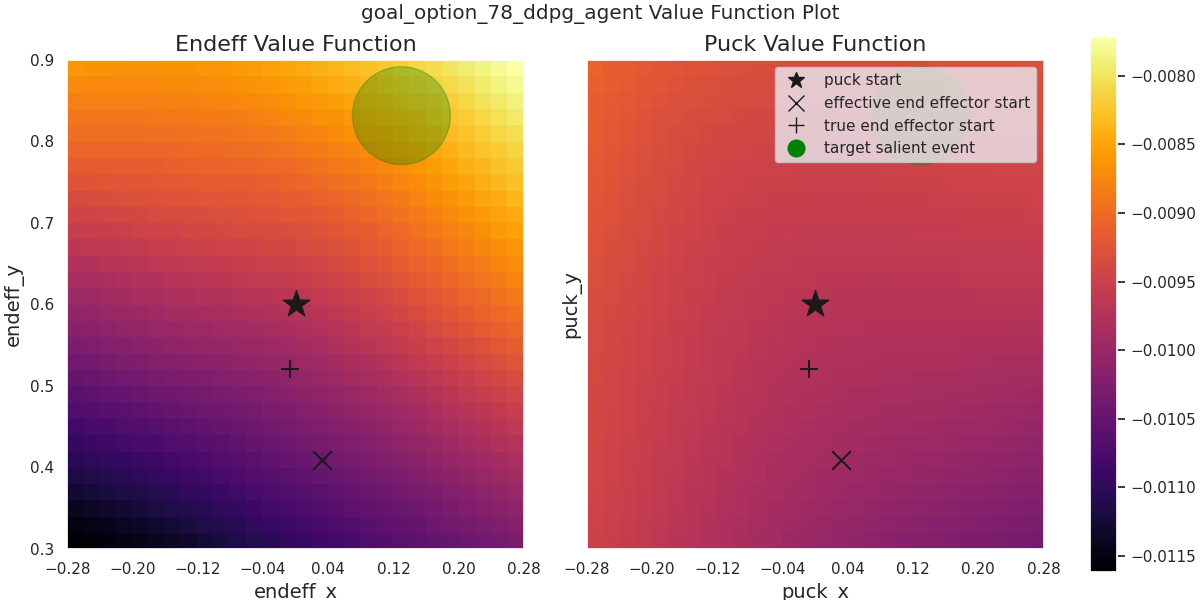 goal_option_78_ddpg_agent Value Function Plot
Endeff Value Function
Puck Value Function
0.9
0.8
0.7
0.6
0.5
0.4
0.3
endeff_y
−0.28 −0.20 −0.12 −0.04 0.04 0.12 0.20 0.28
endeff_x
puck_y
puck start
effective end effector start
true end effector start
target salient event
−0.28 −0.20 −0.12 −0.04 0.04 0.12 0.20 0.28
puck_x
−0.0080
−0.0085
−0.0090
−0.0095
−0.0100
−0.0105
−0.0110
−0.0115